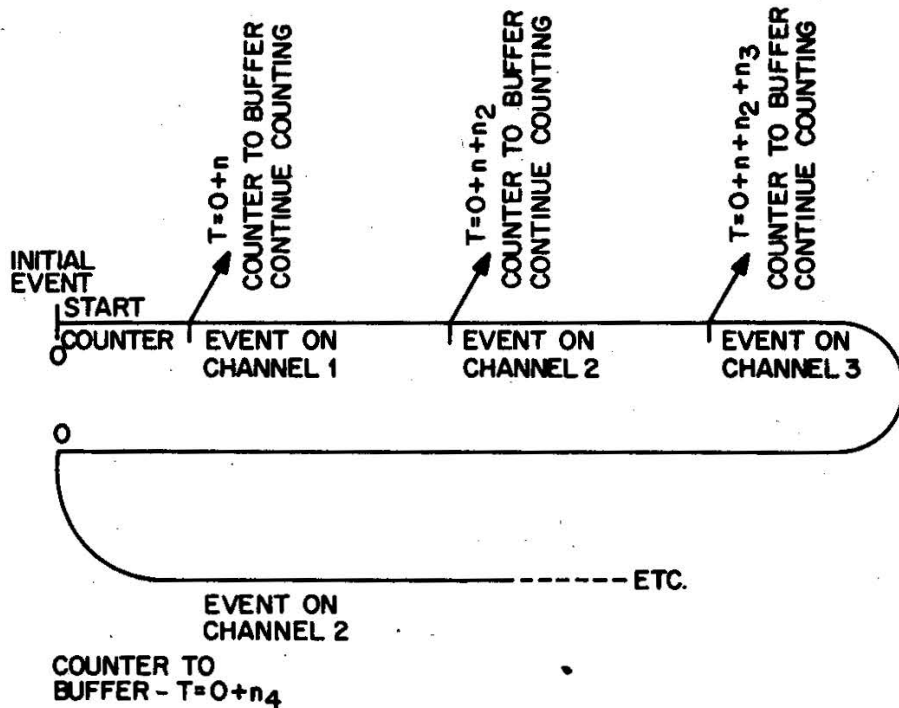 T=0+n
COUNTER TO BUFFER
CONTINUE COUNTING
T=0+n+n2
COUNTER TO BUFFER
CONTINUE COUNTING
T=0+n+n2+n3
COUNTER TO BUFFER
CONTINUE COUNTING
INITIAL
EVENT
START
COUNTER
0
EVENT ON
CHANNEL 1
EVENT ON
CHANNEL 2
EVENT ON
CHANNEL 3
0
ETC.
EVENT ON
CHANNEL 2
COUNTER TO
BUFFER - T=0+n4